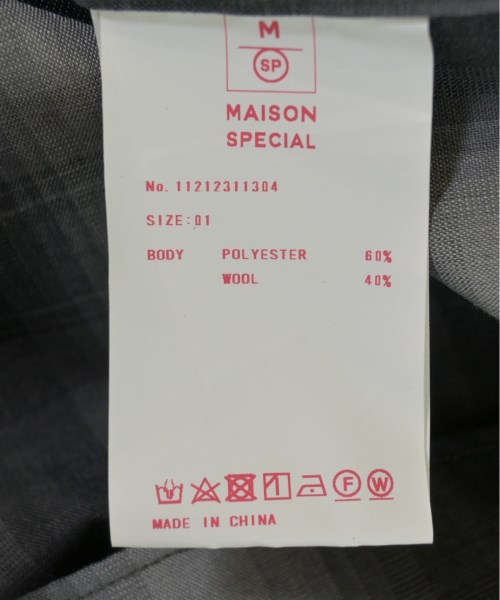 M
SP
MAISON
SPECIAL
No. 11212311304
SIZE:01
BODY POLYESTER 60%
WOOL 40%
F W
MADE IN CHINA